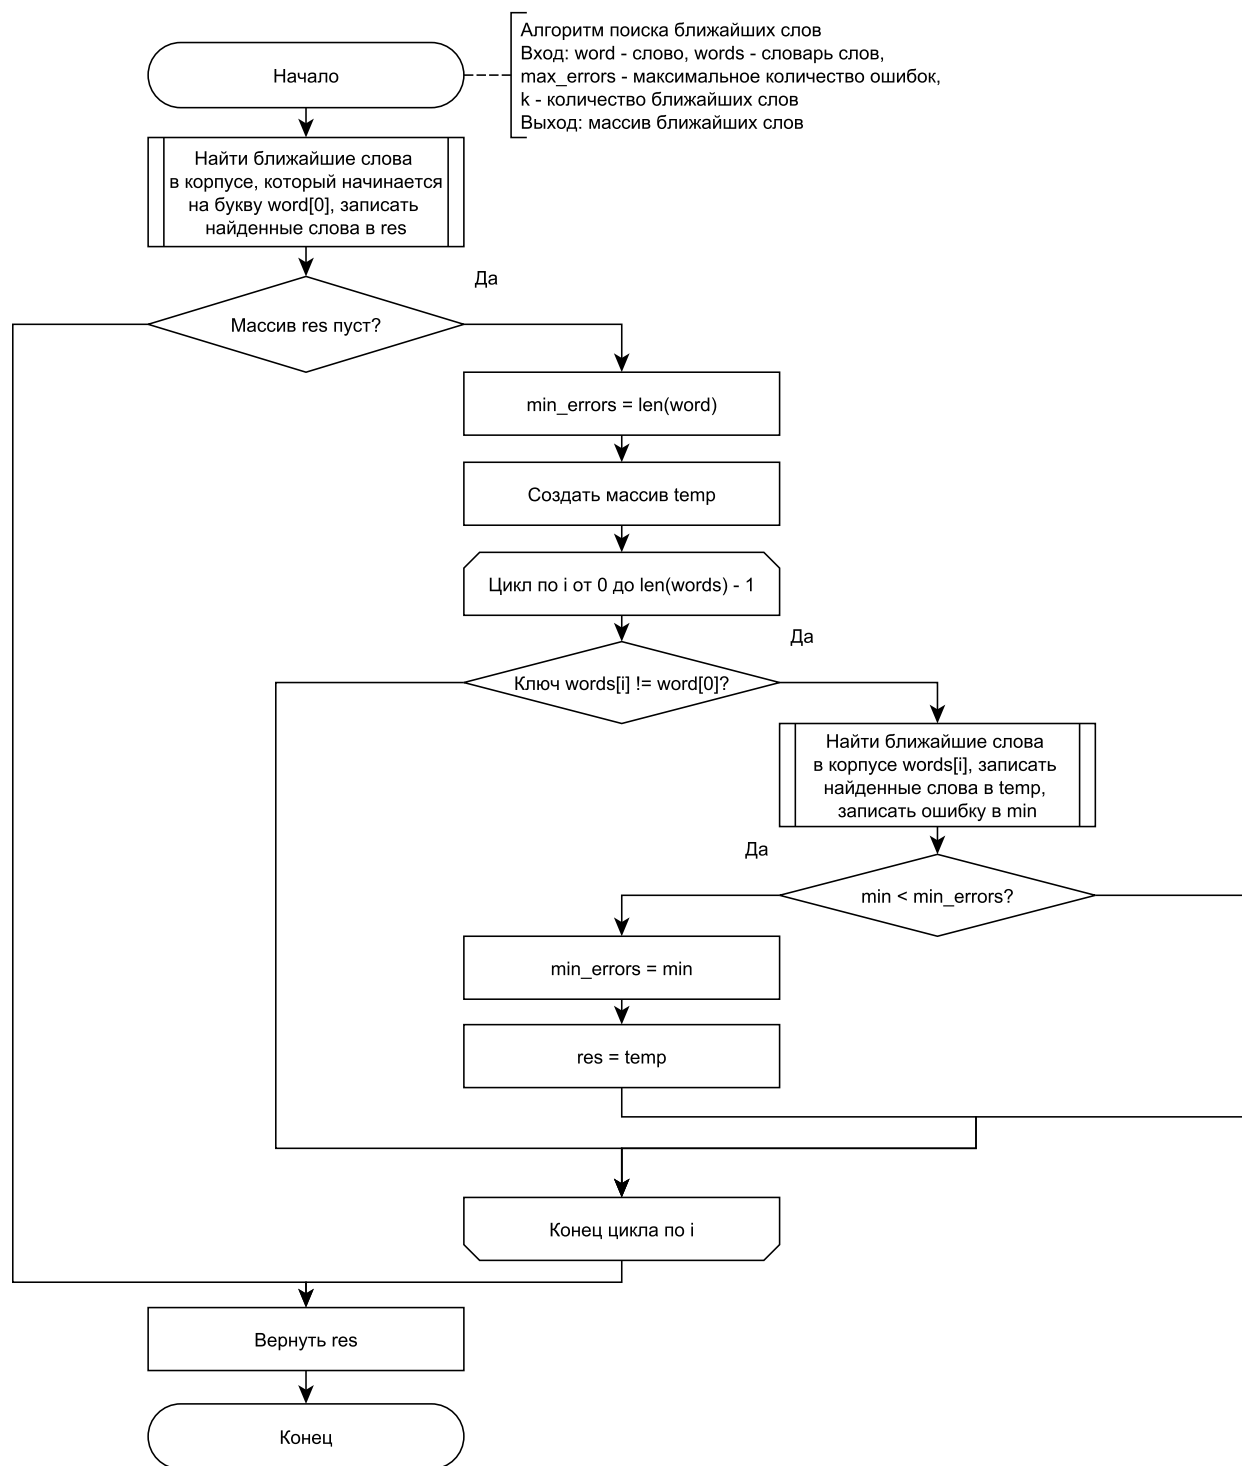 Алгоритм поиска ближайших слов
Вход: word - слово, words - словарь слов,
max_errors - максимальное количество ошибок,
k - количество ближайших слов
Выход: массив ближайших слов
Начало
Найти ближайшие слова
в корпусе, который начинается
на букву word[0], записать
найденные слова в res
Да
Массив res пуст?
min_errors = len(word)
Создать массив temp
Цикл по i от 0 до len(words) - 1
Да
Ключ words[i] != word[0]?
Найти ближайшие слова
в корпусе words[i], записать
найденные слова в temp,
записать ошибку в min
Да
min < min_errors?
min_errors = min
res = temp
Конец цикла по i
Вернуть res
Конец